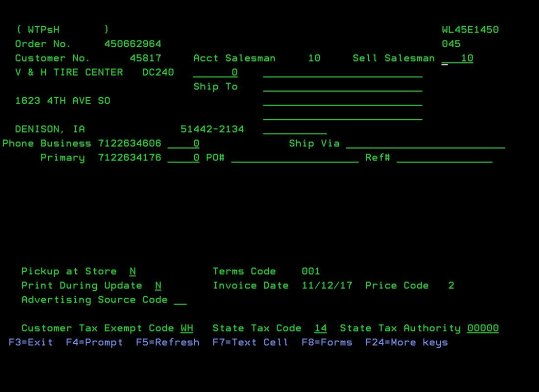 ( WTPsH ) WL45E1450
Order No. 450662964 045
Customer No. 45817 Acct Salesman 10 Sell Salesman 10
V & H TIRE CENTER DC240 0
Ship To
1623 4TH AVE SO
DENISON, IA 51442-2134
Phone Business 7122634606 0 Ship Via
Primary 7122634176 0 PO# Ref#
Pickup at Store N Terms Code 001
Print During Update N Invoice Date 11/12/17 Price Code 2
Advertising Source Code
Customer Tax Exempt Code WH State Tax Code 14 State Tax Authority 00000
F3=Exit F4=Prompt F5=Refresh F7=Text Cell F8=Forms F24=More keys